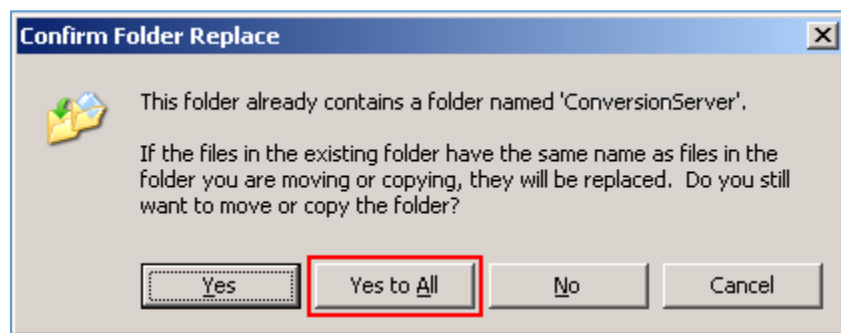 Confirm Folder Replace
This folder already contains a folder named 'ConversionServer'.
If the files in the existing folder have the same name as files in the
folder you are moving or copying, they will be replaced.  Do you still
want to move or copy the folder?
Yes
Yes to All
No
Cancel